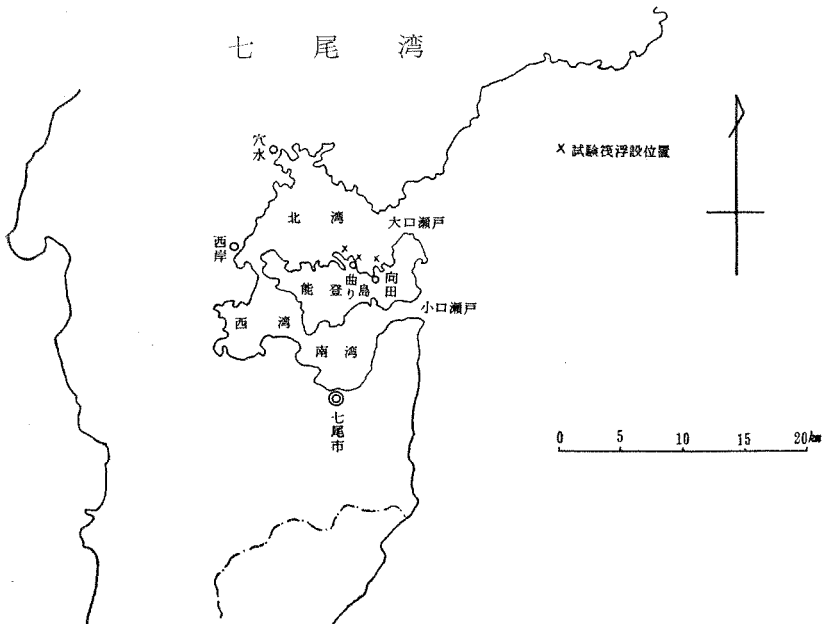 七尾湾
穴水
× 試験筏浮設位置
北湾
大口瀬戸
西岸
曲り
向田
能登島
小口瀬戸
西湾
南湾
七尾市
0 5 10 15 20km